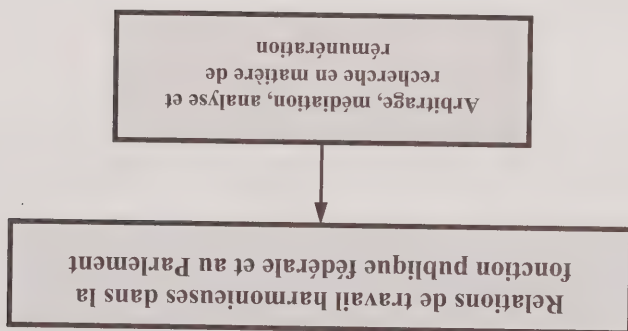 Relations de travail harmonieuses dans la
fonction publique fédérale et au Parlement
Arbitrage, médiation, analyse et
recherche en matière de
rémunération